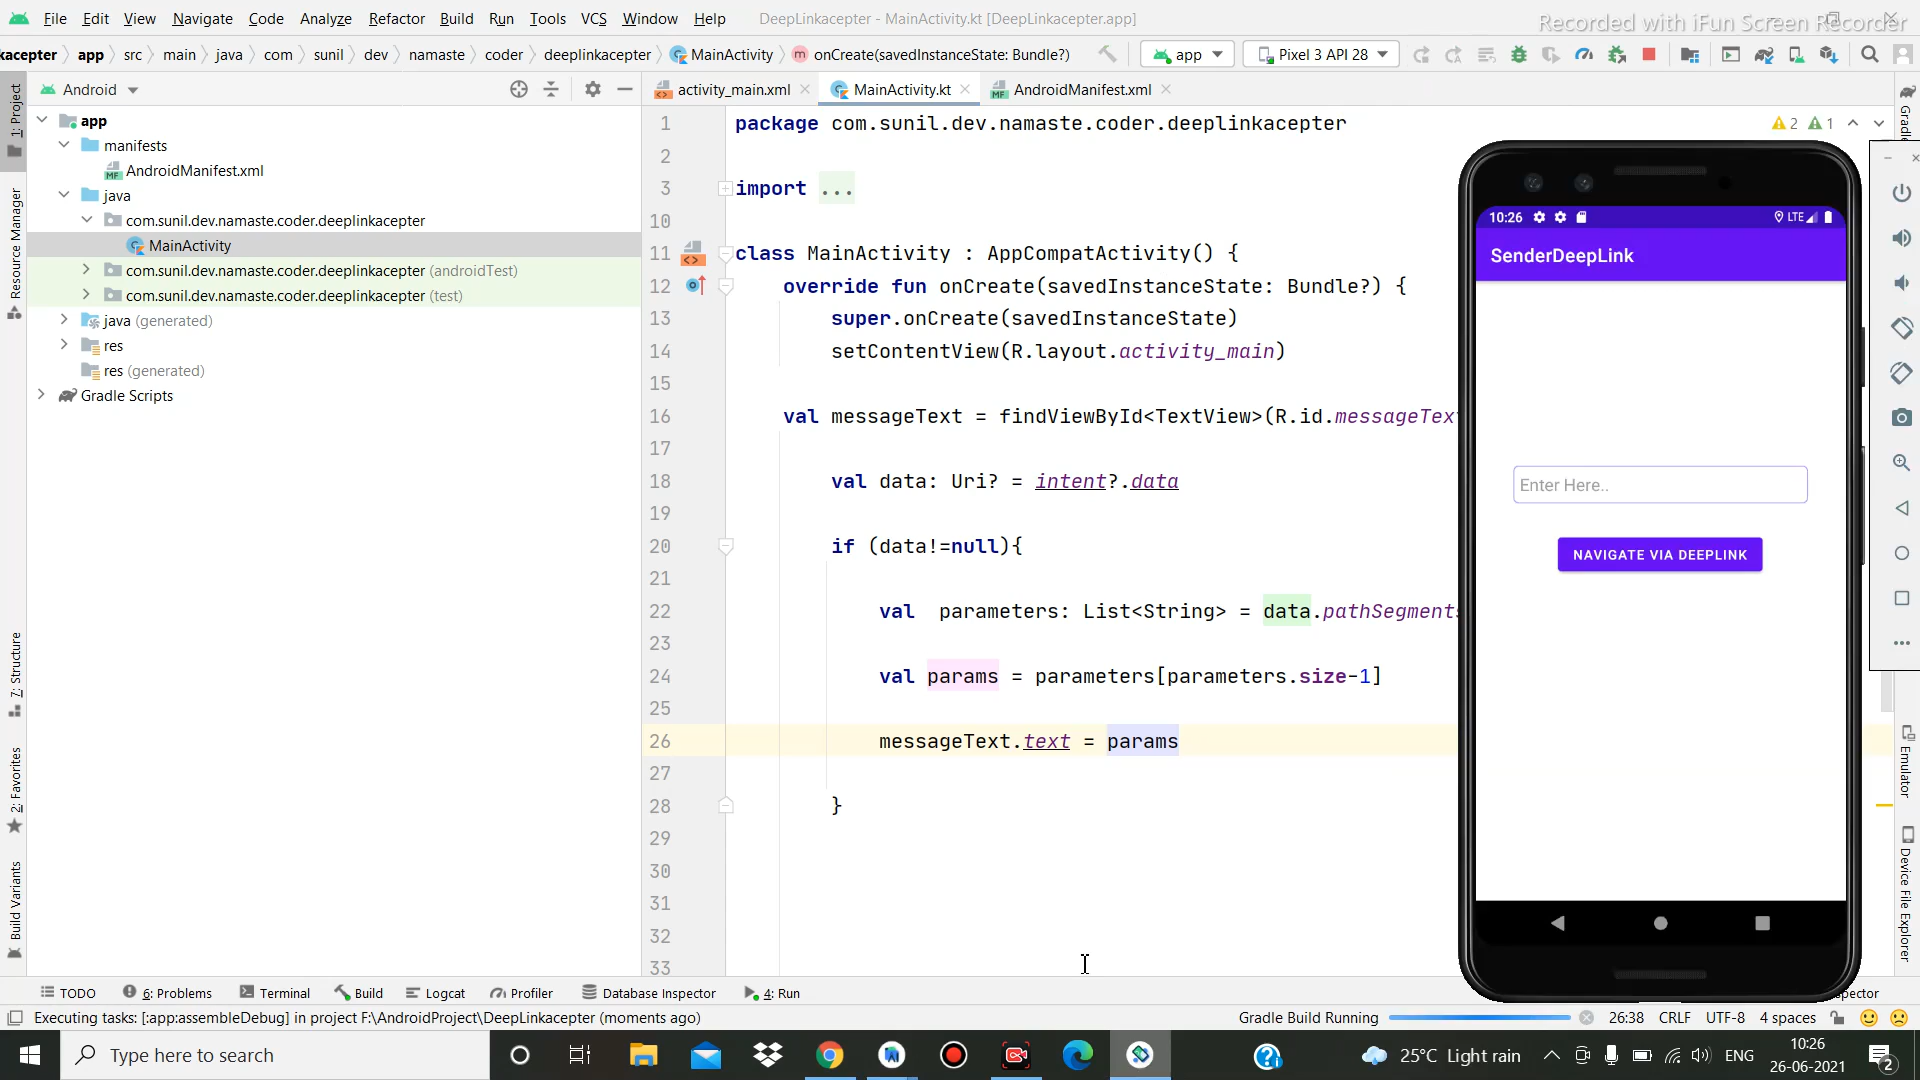 File Edit View Navigate Code Analyze Refactor Build Run Tools VCS Window Help DeepLinkacepter - MainActivity.kt [DeepLinkacepter.app]
Recorded with iFun Screen Recorder
kacepter app src main java com sunil dev namaste coder deeplinkacepter MainActivity onCreate(savedInstanceState: Bundle?) app Pixel 3 API 28
Android
activity_main.xml MainActivity.kt AndroidManifest.xml
1: Project
Resource Manager
7: Structure
2: Favorites
Build Variants
app
manifests
AndroidManifest.xml
java
com.sunil.dev.namaste.coder.deeplinkacepter
MainActivity
com.sunil.dev.namaste.coder.deeplinkacepter (androidTest)
com.sunil.dev.namaste.coder.deeplinkacepter (test)
java (generated)
res
res (generated)
Gradle Scripts
1 package com.sunil.dev.namaste.coder.deeplinkacepter
2
3 import ...
10
11 class MainActivity : AppCompatActivity() {
12 override fun onCreate(savedInstanceState: Bundle?) {
13 super.onCreate(savedInstanceState)
14 setContentView(R.layout.activity_main)
15
16 val messageText = findViewById<TextView>(R.id.messageTex
17
18 val data: Uri? = intent?.data
19
20 if (data!=null){
21
22 val parameters: List<String> = data.pathSegments
23
24 val params = parameters[parameters.size-1]
25
26 messageText.text = params
27
28 }
29
30
31
32
33
2 1
10:26 LTE
SenderDeepLink
Enter Here..
NAVIGATE VIA DEEPLINK
Gradle
Emulator
Device File Explorer
TODO 6: Problems Terminal Build Logcat Profiler Database Inspector 4: Run pector
Executing tasks: [:app:assembleDebug] in project F:\AndroidProject\DeepLinkacepter (moments ago) Gradle Build Running 26:38 CRLF UTF-8 4 spaces
Type here to search 25°C Light rain ENG 10:26
26-06-2021
2